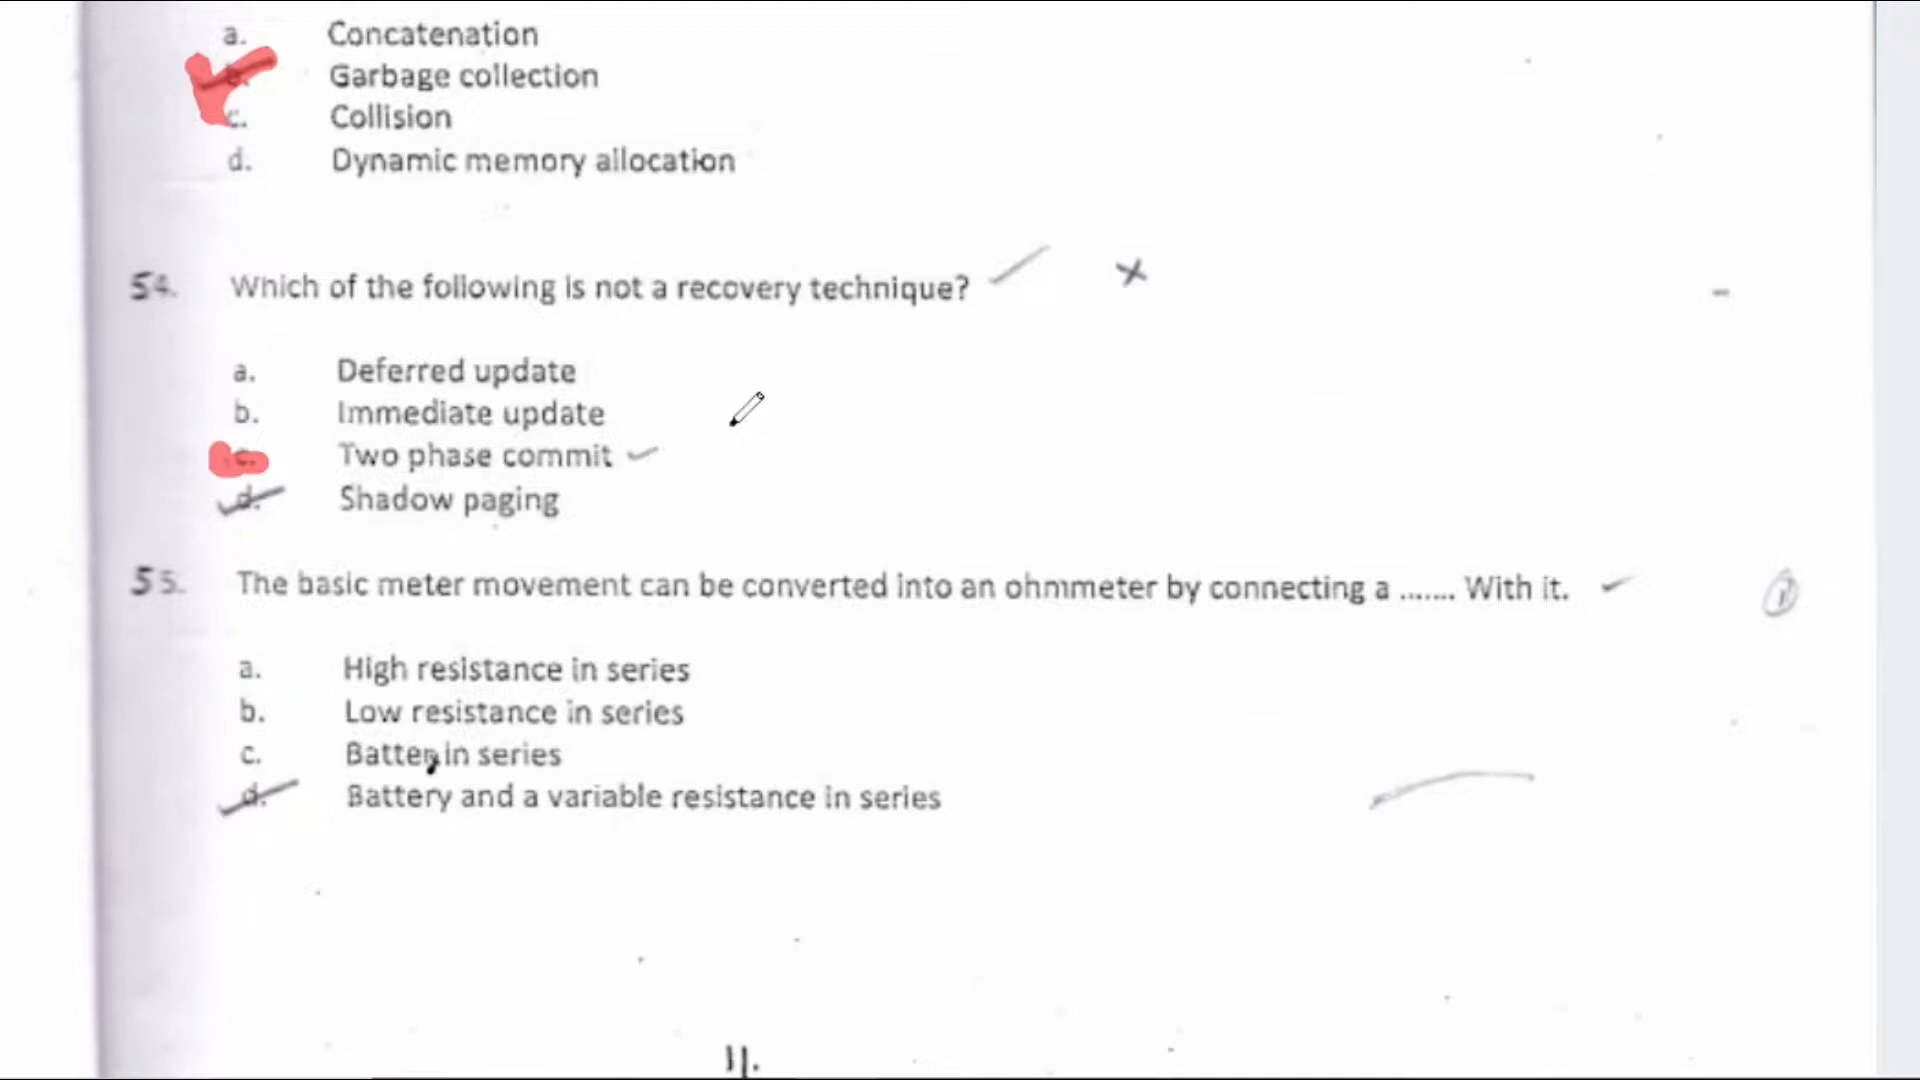 a. Concatenation
b. Garbage collection
c. Collision
d. Dynamic memory allocation
54. Which of the following is not a recovery technique?
a. Deferred update
b. Immediate update
c. Two phase commit
d. Shadow paging
55. The basic meter movement can be converted into an ohmmeter by connecting a ....... With it.
a. High resistance in series
b. Low resistance in series
c. Battery in series
d. Battery and a variable resistance in series
11.